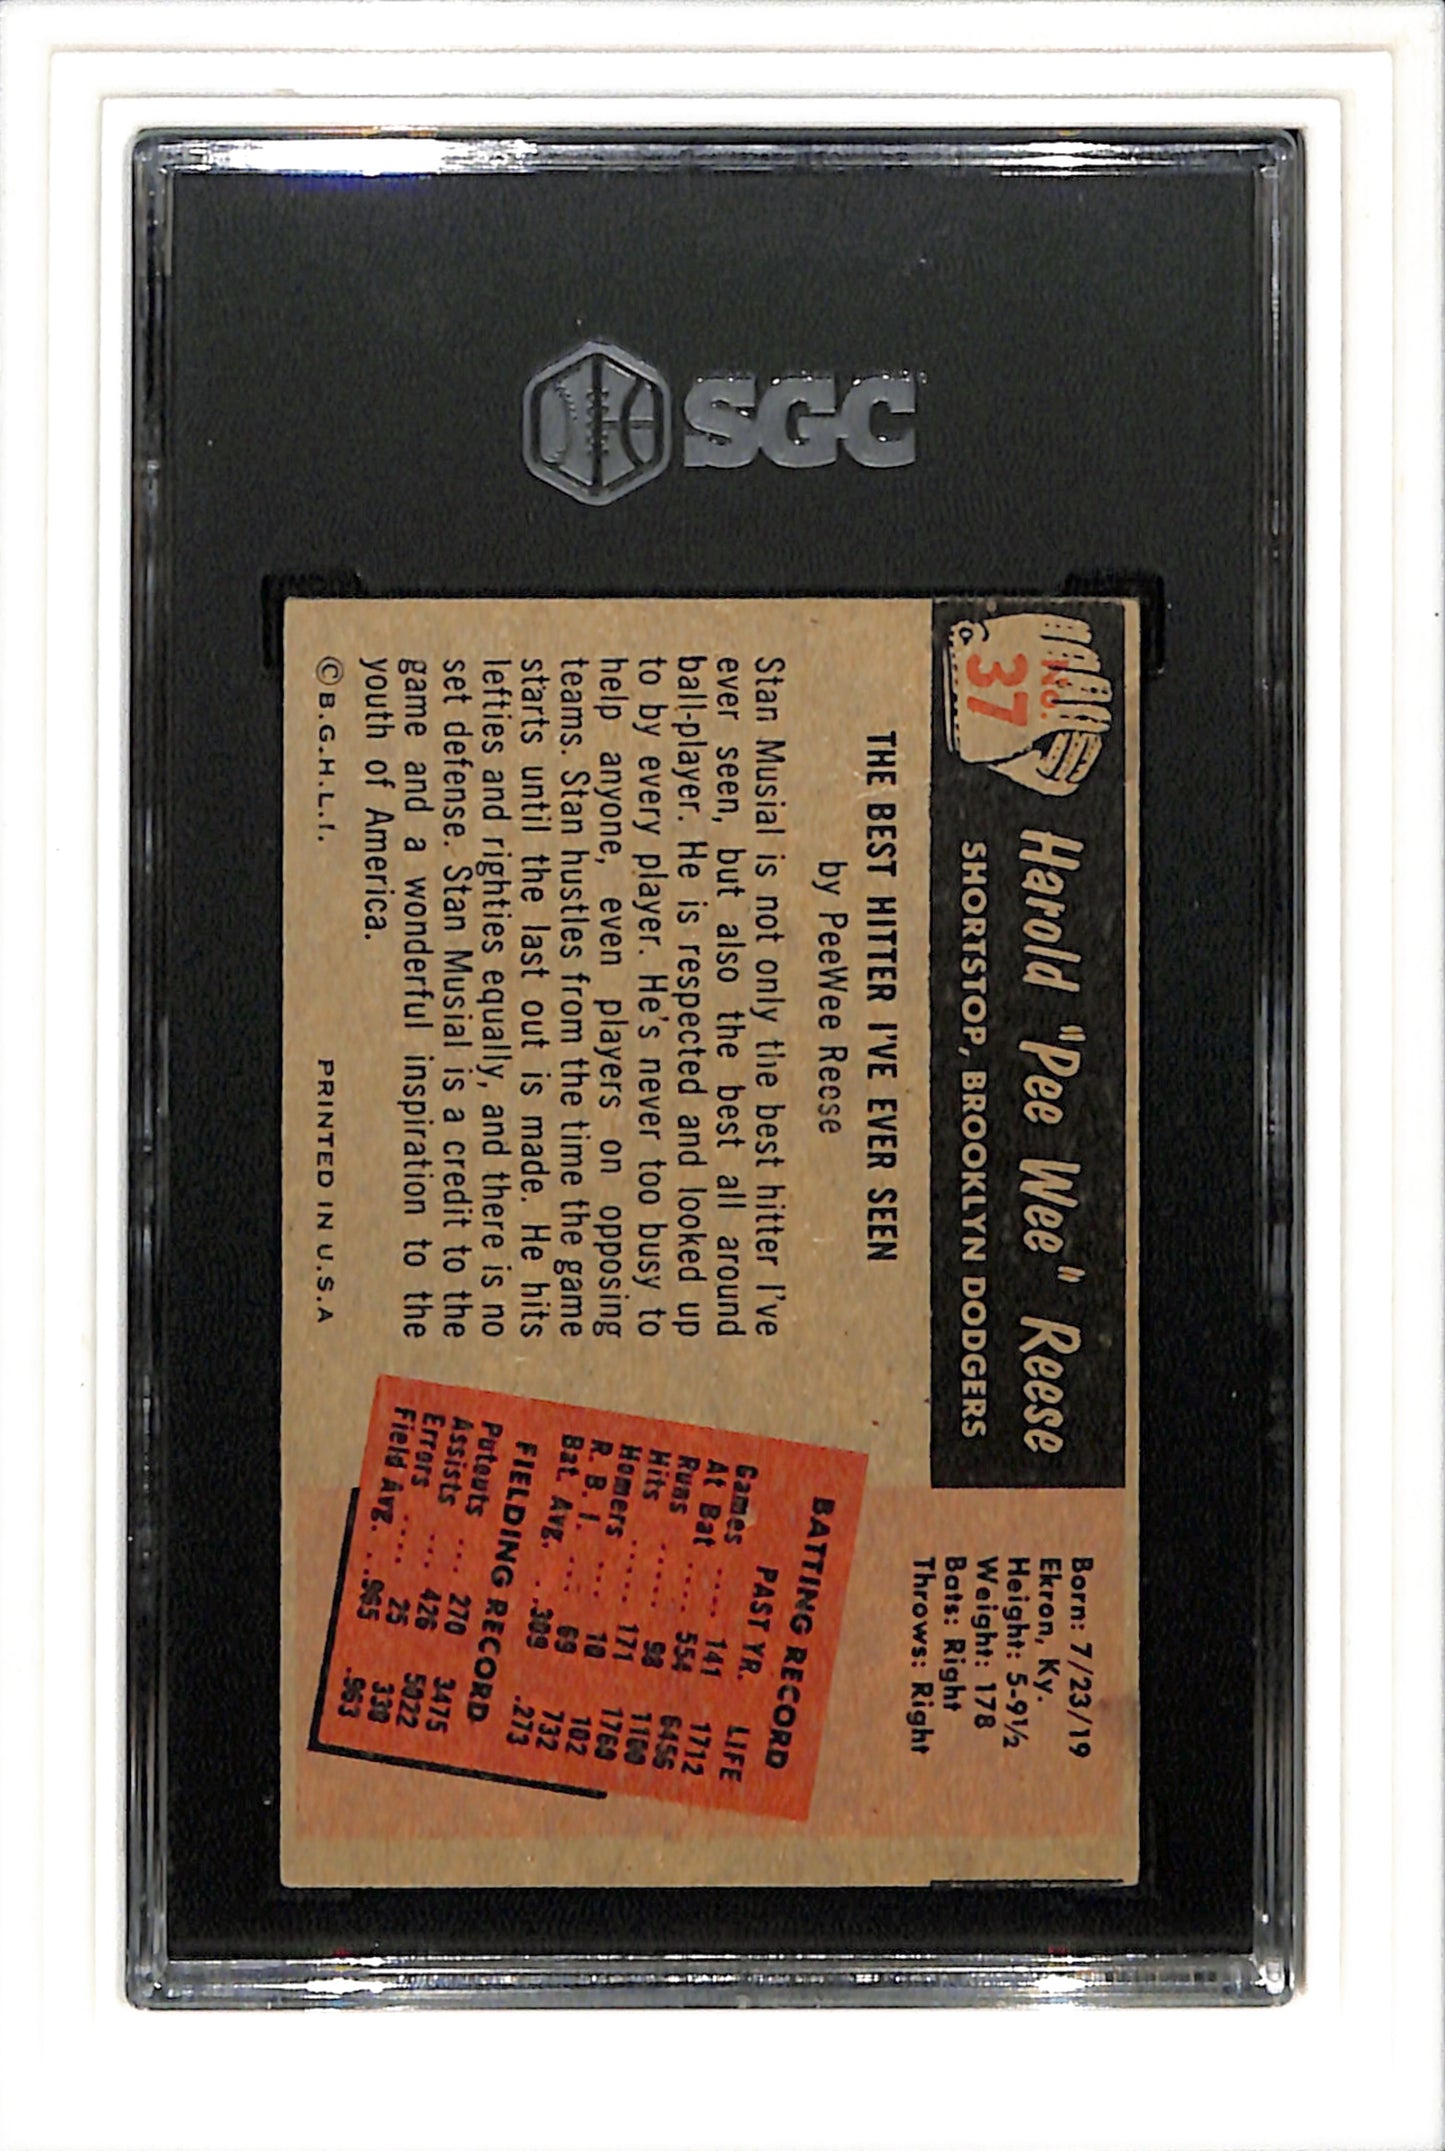 SGC
No.
37
Harold "Pee Wee" Reese
SHORTSTOP, BROOKLYN DODGERS
Born: 7/23/19
Ekron, Ky.
Height: 5-9½
Weight: 178
Bats: Right
Throws: Right
THE BEST HITTER I'VE EVER SEEN
by PeeWee Reese
Stan Musial is not only the best hitter I've
ever seen, but also the best all around
ball-player. He is respected and looked up
to by every player. He's never too busy to
help anyone, even players on opposing
teams. Stan hustles from the time the game
starts until the last out is made. He hits
lefties and righties equally, and there is no
set defense. Stan Musial is a credit to the
game and a wonderful inspiration to the
youth of America.
©B.G.H.L.I. PRINTED IN U.S.A
BATTING RECORD
PAST YR. LIFE
Games .... 141 1712
At Bat .... 554 6455
Runs ..... 98 1100
Hits ..... 171 1760
Homers ... 10 102
R. B. I. .... 69 732
Bat. Avg. . .309 .273
FIELDING RECORD
Putouts ... 270 3475
Assists ... 426 5022
Errors .... 25 330
Field Avg. . .965 .963